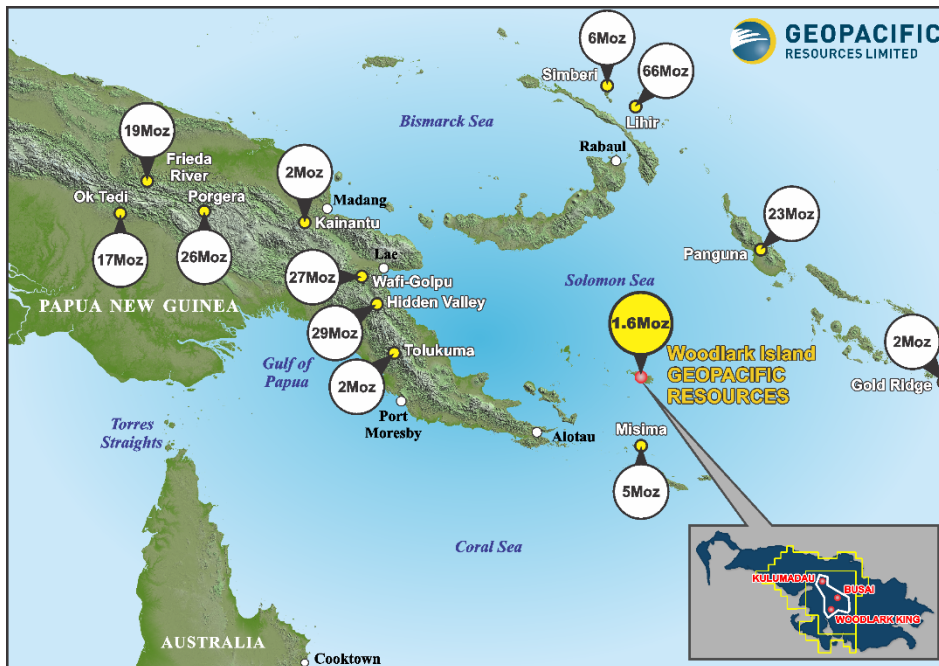 GEOPACIFIC
RESOURCES LIMITED
6Moz
Simberi
66Moz
Lihir
Bismarck Sea
Rabaul
19Moz
Frieda
River
2Moz
Madang
Kainantu
Ok Tedi
Porgera
17Moz
26Moz
23Moz
Panguna
Lae
27Moz
Wafi-Golpu
Hidden Valley
PAPUA NEW GUINEA
29Moz
Solomon Sea
1.6Moz
Woodlark Island
GEOPACIFIC
RESOURCES
2Moz
Gold Ridge
Gulf of
Papua
Tolukuma
2Moz
Port
Moresby
Alotau
Torres
Straights
Misima
5Moz
Coral Sea
KULUMADAU
BUSAI
WOODLARK KING
AUSTRALIA
Cooktown